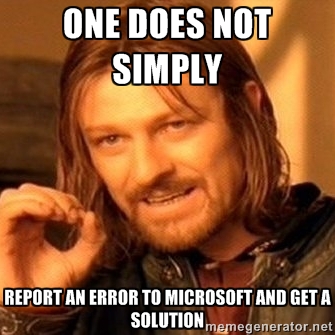 ONE DOES NOT
SIMPLY
REPORT AN ERROR TO MICROSOFT AND GET A
SOLUTION
memegenerator.net